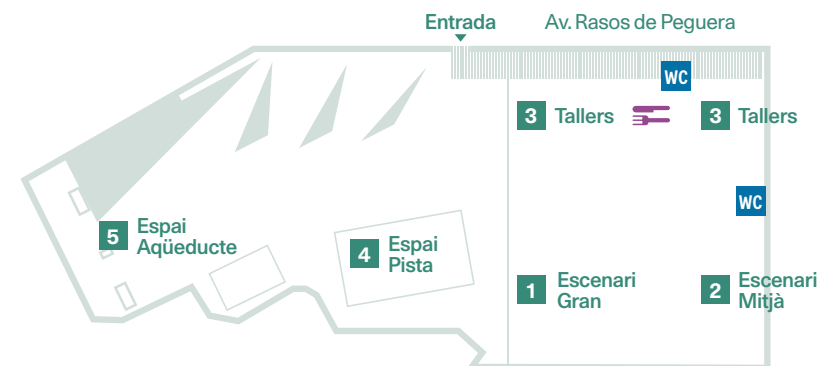 Entrada
Av. Rasos de Peguera
WC
3 Tallers
3 Tallers
WC
5 Espai
Aqüeducte
4 Espai
Pista
1 Escenari
Gran
2 Escenari
Mitjà